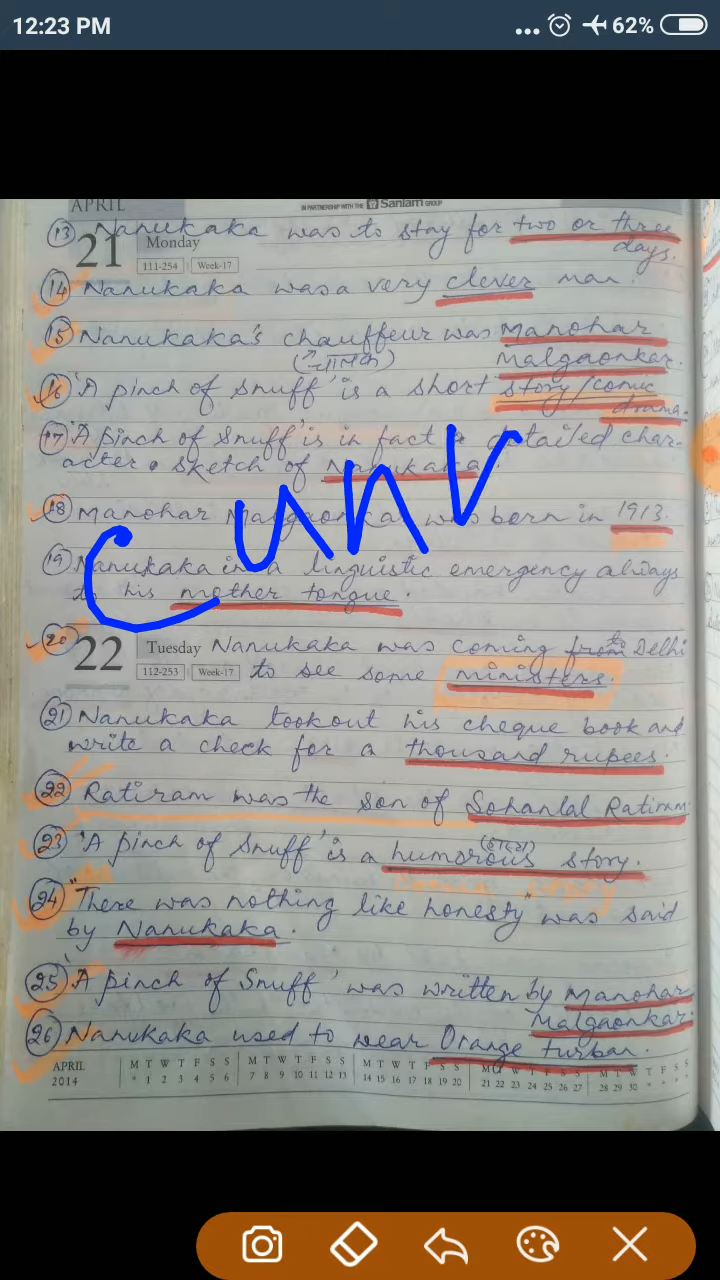 12:23 PM
62%
APRIL
IN PARTNERSHIP WITH THE Sanlam GROUP
(13) Nanukaka was to stay for two or three
days.
21 Monday
111-254 Week-17
(14) Nanukaka was a very clever man.
(15) Nanukaka's chauffeur was Manohar
Malgaonkar.
(16) 'A pinch of snuff' is a short story/comic
drama.
(17) 'A pinch of Snuff' is in fact a detailed char-
acter sketch of Nanukaka.
(18) Manohar Malgaonkar was born in 1913.
(19) Nanukaka in a linguistic emergency always
to his mother tongue.
(20) Nanukaka was coming from to Delhi
22 Tuesday
112-253 Week-17
to see some ministers.
(21) Nanukaka took out his cheque book and
write a check for a thousand rupees.
(22) Ratiram was the son of Sohanlal Ratiram
(23) 'A pinch of Snuff' is a humorous story.
(24) "There was nothing like honesty" was said
by Nanukaka.
(25) 'A pinch of Snuff' was written by Manohar
Malgaonkar.
(26) Nanukaka used to wear Orange turban.
APRIL
2014
M T W T F S S M T W T F S S M T W T F S S M T W T F S S M T W T F S S
* 1 2 3 4 5 6 7 8 9 10 11 12 13 14 15 16 17 18 19 20 21 22 23 24 25 26 27 28 29 30 * * * *